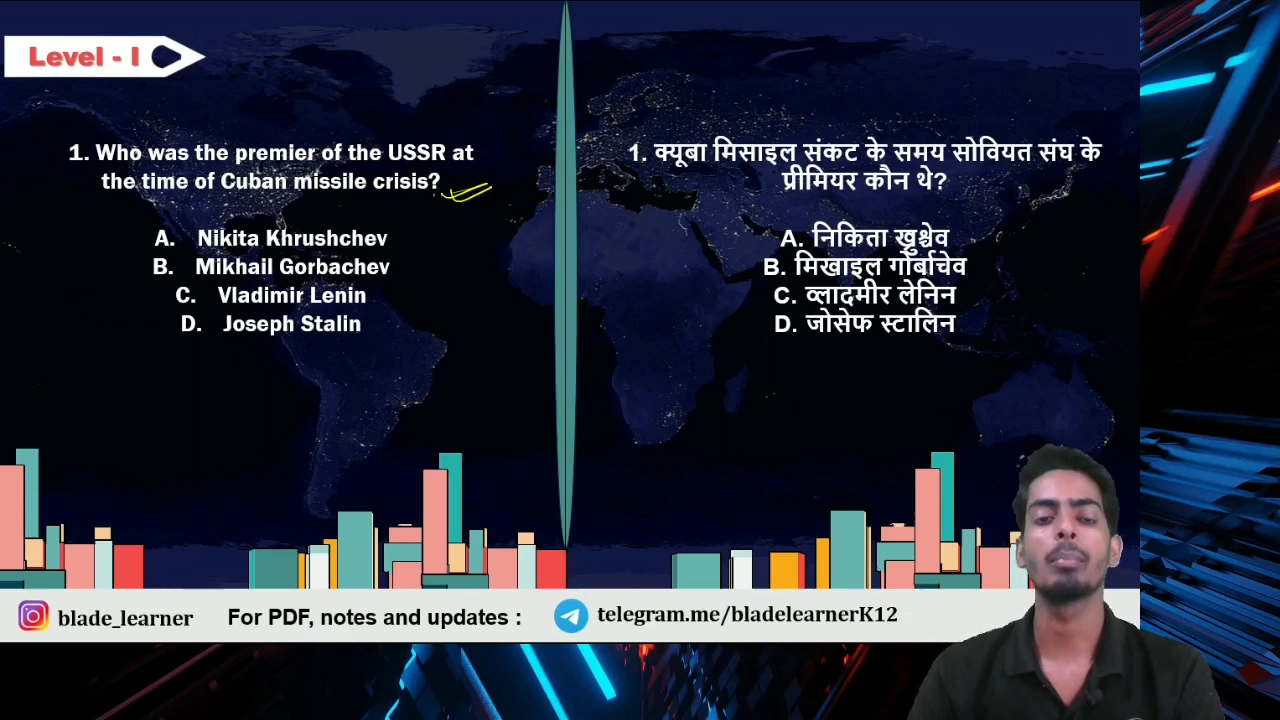 Level - I
1. Who was the premier of the USSR at
the time of Cuban missile crisis?
A. Nikita Khrushchev
B. Mikhail Gorbachev
C. Vladimir Lenin
D. Joseph Stalin
1. क्यूबा मिसाइल संकट के समय सोवियत संघ के
प्रीमियर कौन थे?
A. निकिता ख्रुश्चेव
B. मिखाइल गोर्बाचेव
C. व्लादमीर लेनिन
D. जोसेफ स्टालिन
blade_learner
For PDF, notes and updates :
telegram.me/bladelearnerK12